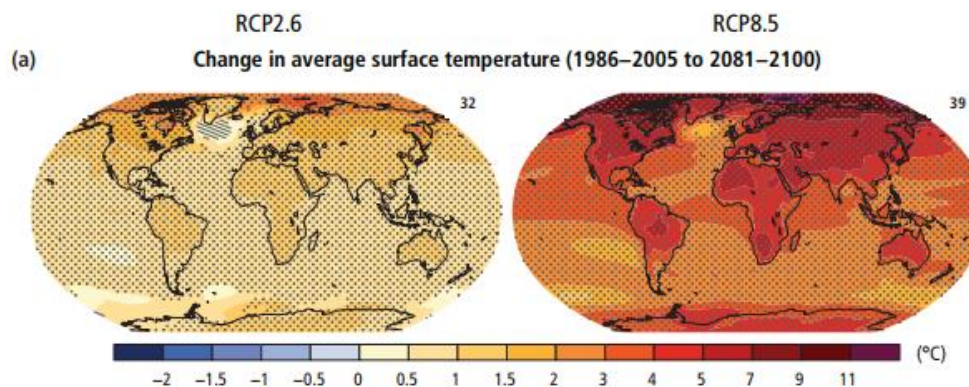 RCP2.6 RCP8.5
(a) Change in average surface temperature (1986–2005 to 2081–2100)
32 39
−2 −1.5 −1 −0.5 0 0.5 1 1.5 2 3 4 5 7 9 11 (°C)